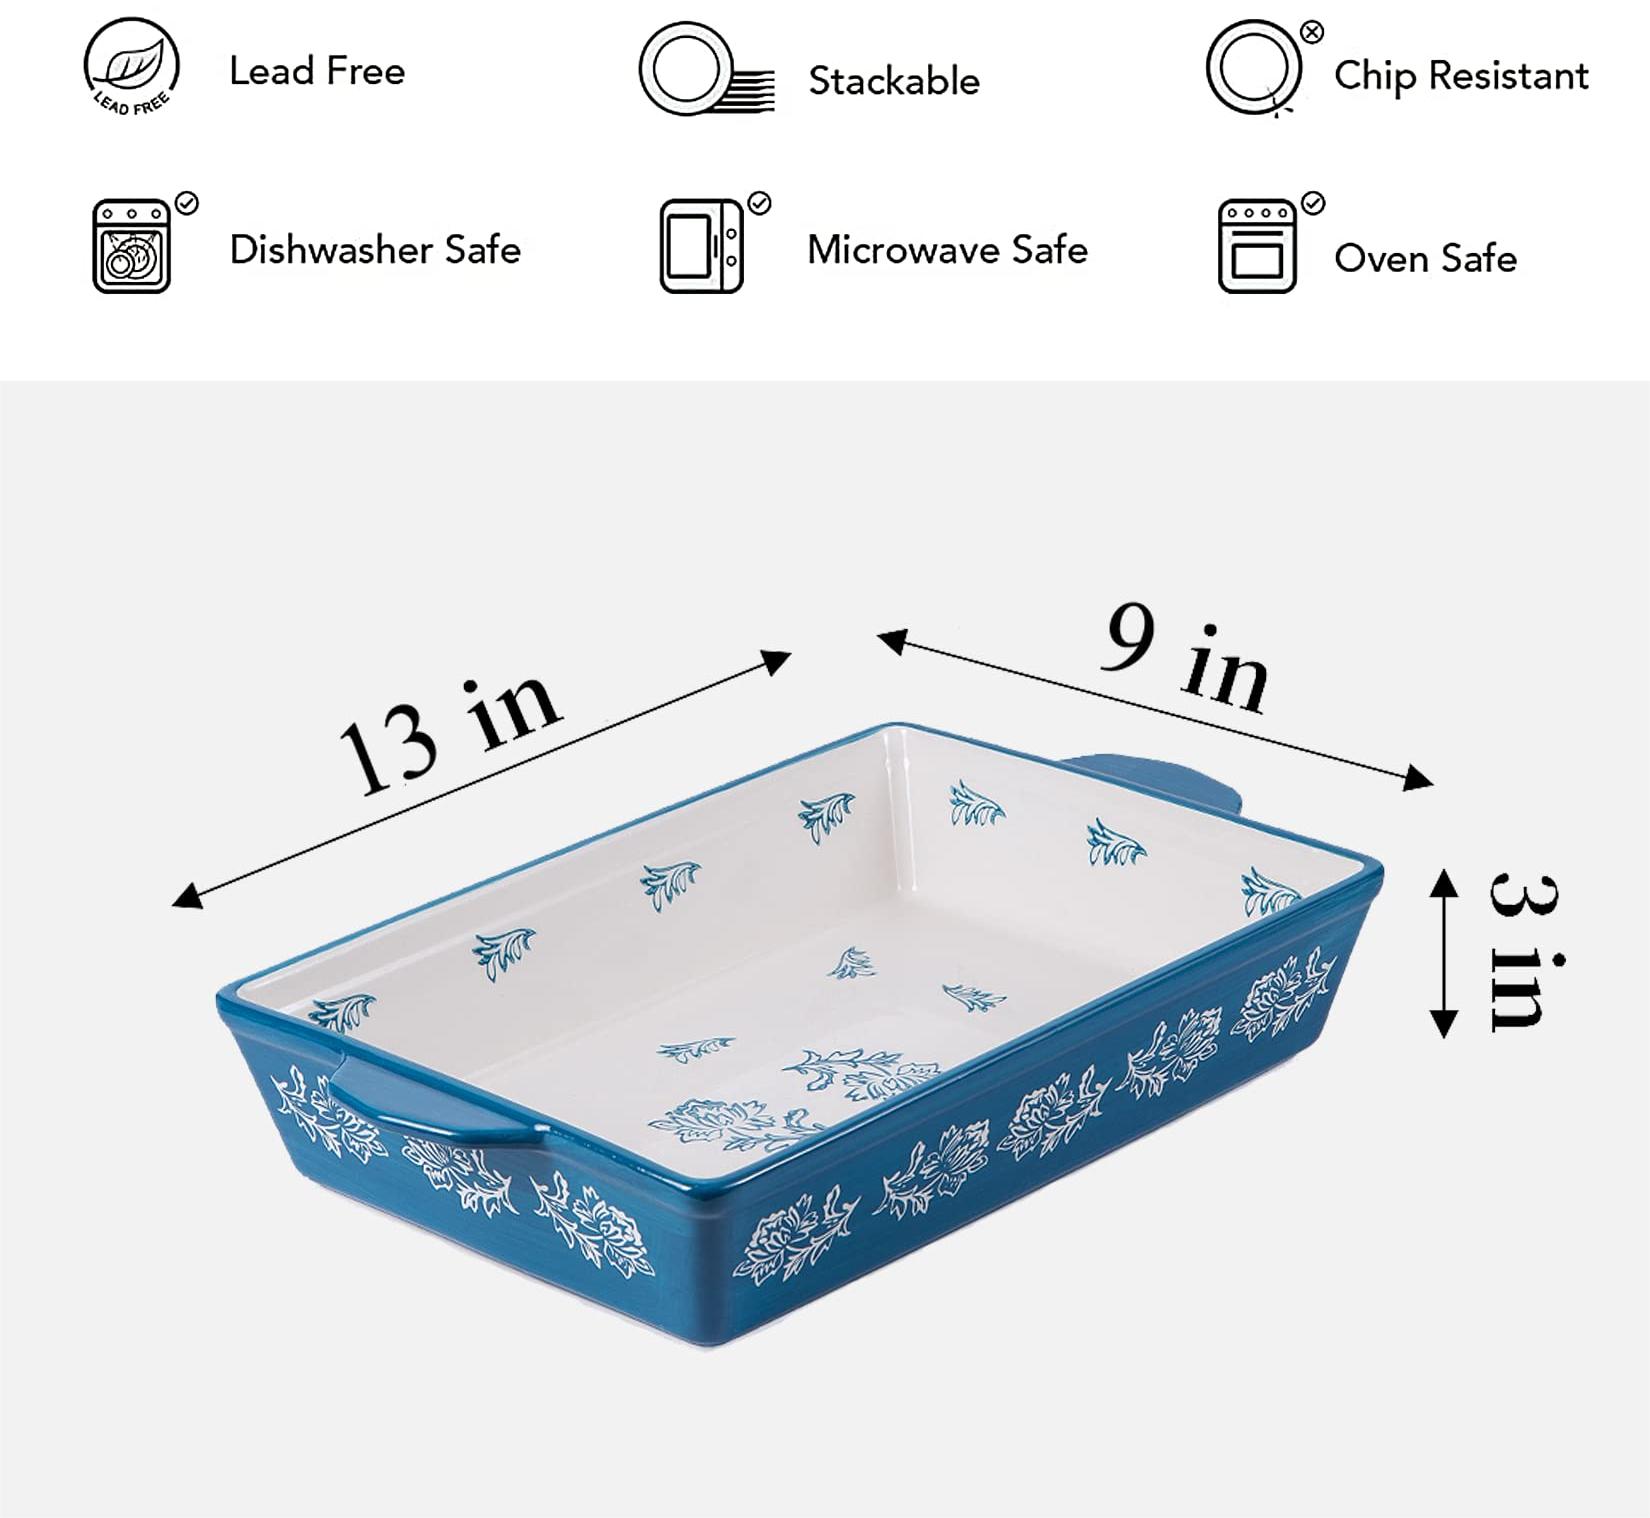 Lead Free
LEAD FREE
Stackable
Chip Resistant
Dishwasher Safe
Microwave Safe
Oven Safe
13 in
9 in
3 in